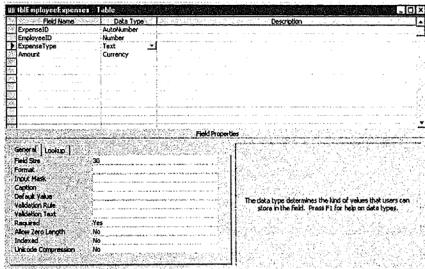 tblEmployeeExpenses : Table
Field Name Data Type Description
ExpenseID AutoNumber
EmployeeID Number
ExpenseType Text
Amount Currency
Field Properties
General Lookup
Field Size 30
Format
Input Mask
Caption
Default Value
Validation Rule
Validation Text
Required Yes
Allow Zero Length No
Indexed No
Unicode Compression No
The data type determines the kind of values that users can
store in the field. Press F1 for help on data types.